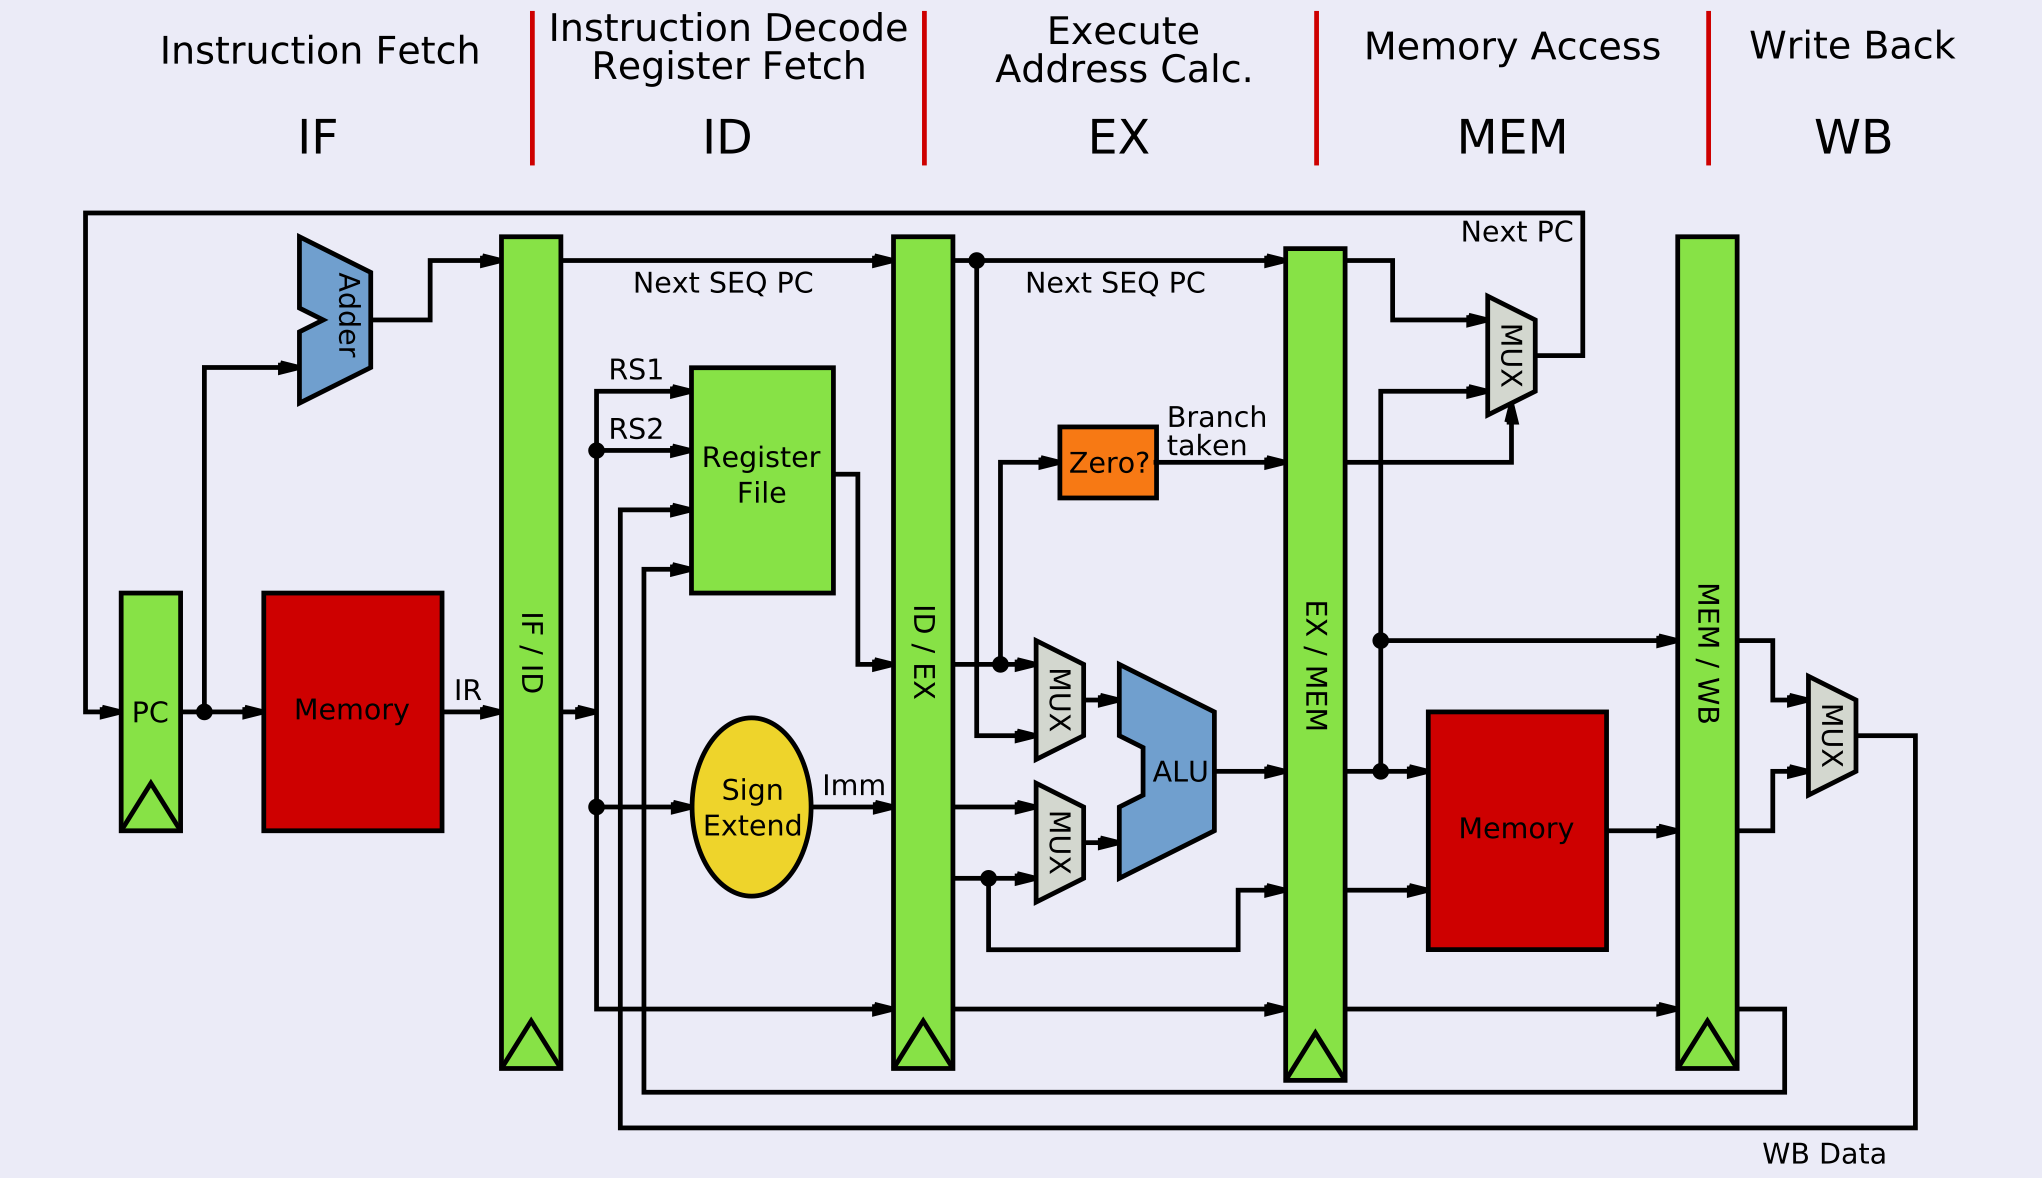 Instruction Fetch
IF
Instruction Decode
Register Fetch
ID
Execute
Address Calc.
EX
Memory Access
MEM
Write Back
WB
Next PC
Adder
Next SEQ PC
Next SEQ PC
MUX
RS1
RS2
Register
File
Branch
taken
Zero?
IF / ID
ID / EX
EX / MEM
MEM / WB
PC
Memory
IR
MUX
ALU
MUX
Sign
Extend
Imm
MUX
Memory
WB Data